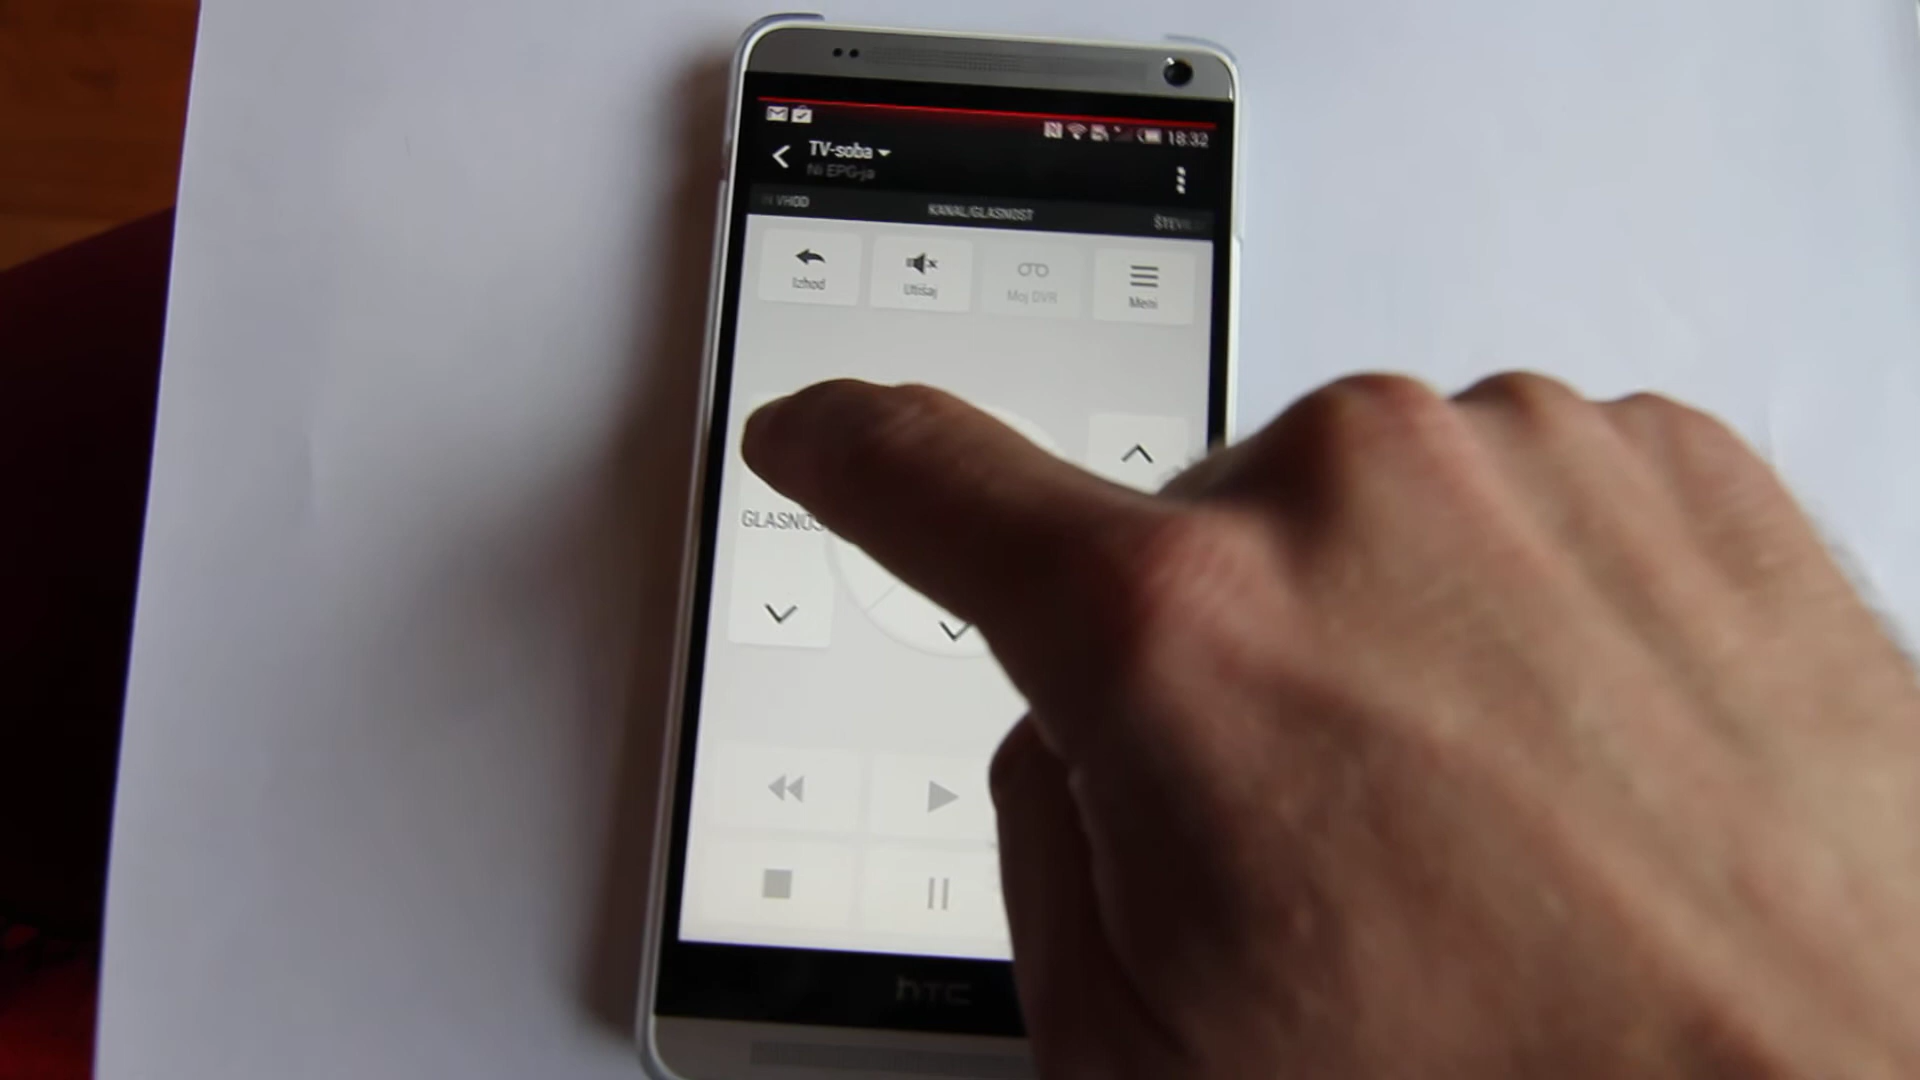 18:32
TV-soba
Ni EPG-ja
VHOD
KANAL/GLASNOST
Izhod
Utišaj
Moj DVR
Meni
hTC